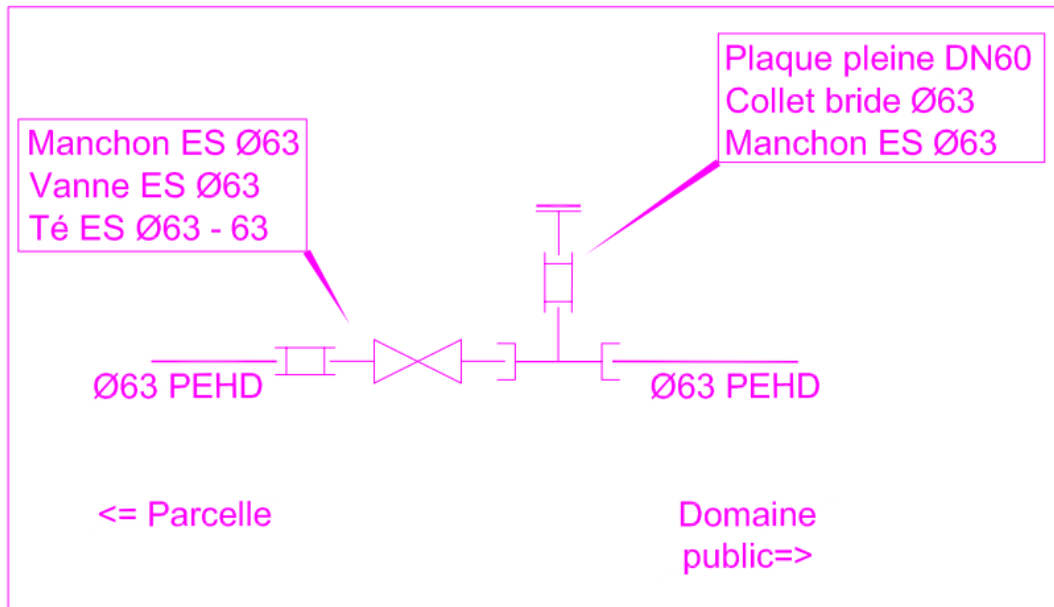 Plaque pleine DN60
Collet bride Ø63
Manchon ES Ø63
Manchon ES Ø63
Vanne ES Ø63
Té ES Ø63 - 63
Ø63 PEHD
Ø63 PEHD
<= Parcelle
Domaine
public=>